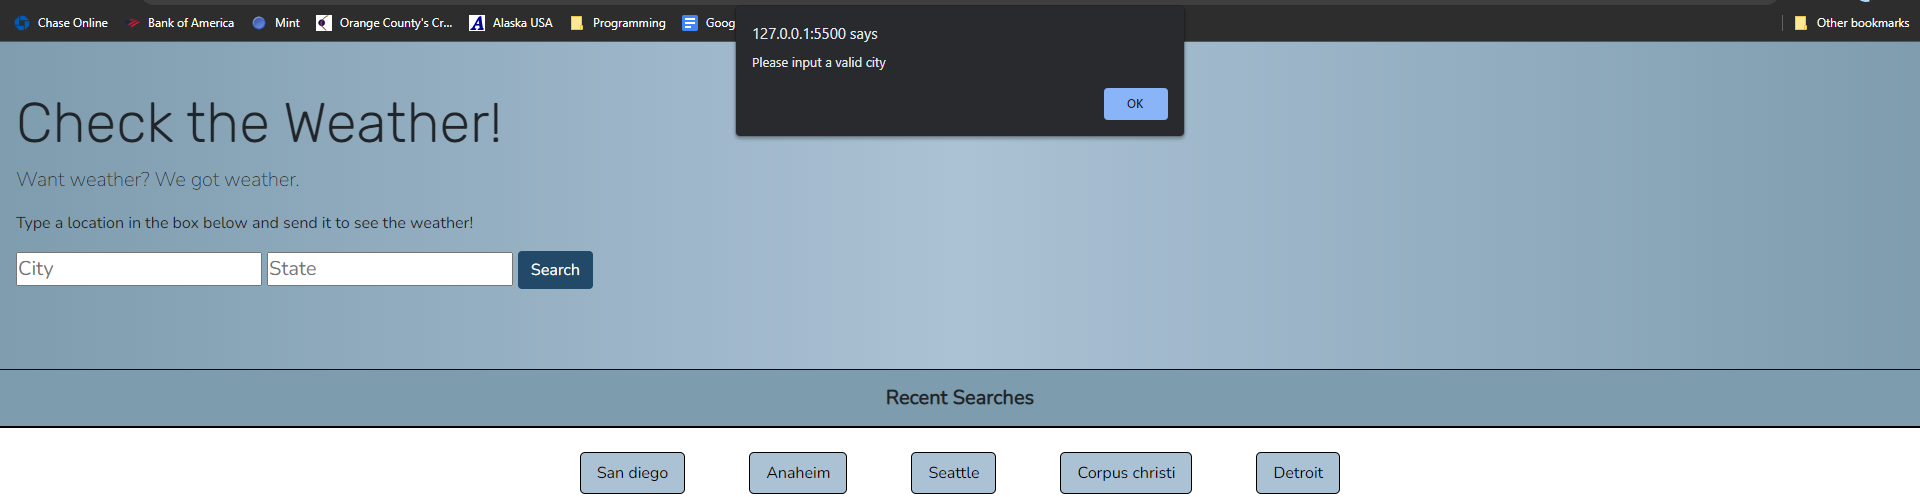 Chase Online Bank of America Mint Orange County's Cr... Alaska USA Programming Goog Other bookmarks
127.0.0.1:5500 says
Please input a valid city
OK
Check the Weather!
Want weather? We got weather.
Type a location in the box below and send it to see the weather!
City State Search
Recent Searches
San diego Anaheim Seattle Corpus christi Detroit